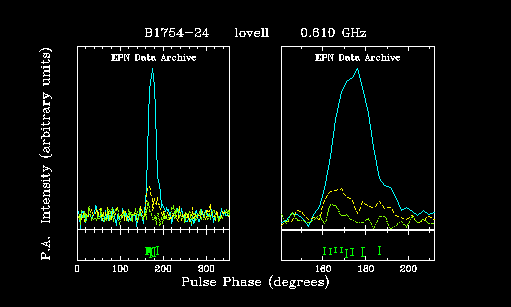 B1754-24 lovell 0.610 GHz
EPN Data Archive EPN Data Archive
P.A. Intensity (arbitrary units)
0 100 200 300 160 180 200
Pulse Phase (degrees)